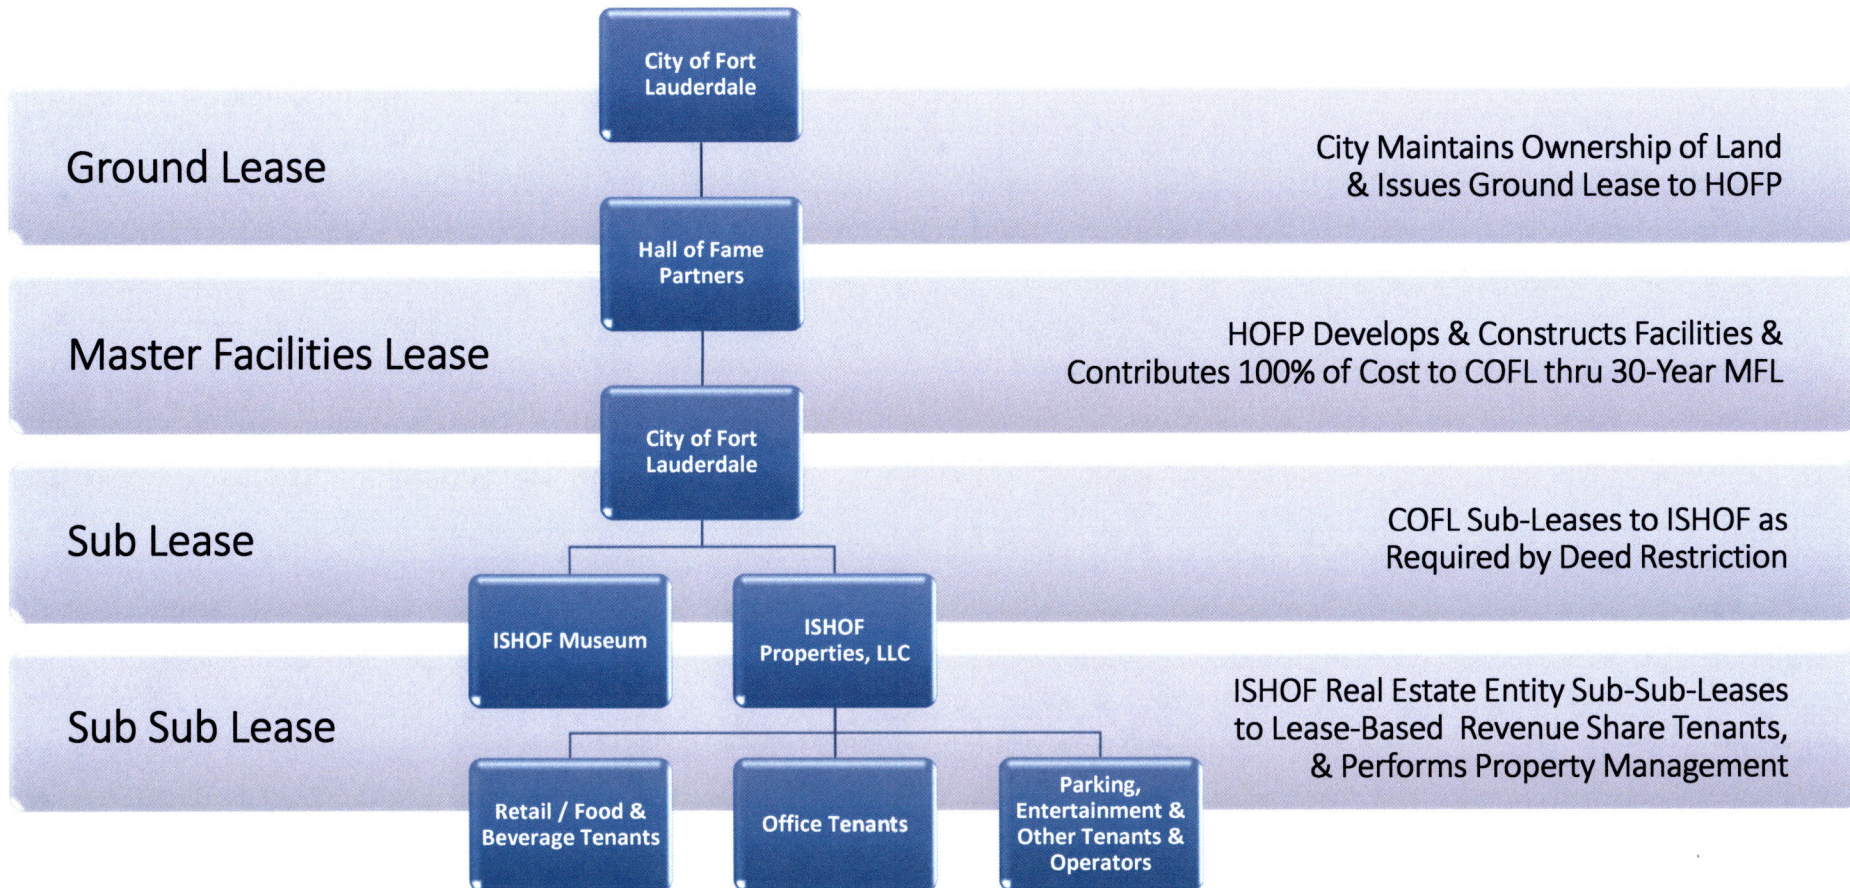 City of Fort
Lauderdale
Ground Lease
City Maintains Ownership of Land
& Issues Ground Lease to HOFP
Hall of Fame
Partners
Master Facilities Lease
HOFP Develops & Constructs Facilities &
Contributes 100% of Cost to COFL thru 30-Year MFL
City of Fort
Lauderdale
Sub Lease
COFL Sub-Leases to ISHOF as
Required by Deed Restriction
ISHOF Museum
ISHOF
Properties, LLC
Sub Sub Lease
ISHOF Real Estate Entity Sub-Sub-Leases
to Lease-Based Revenue Share Tenants,
& Performs Property Management
Retail / Food &
Beverage Tenants
Office Tenants
Parking,
Entertainment &
Other Tenants &
Operators